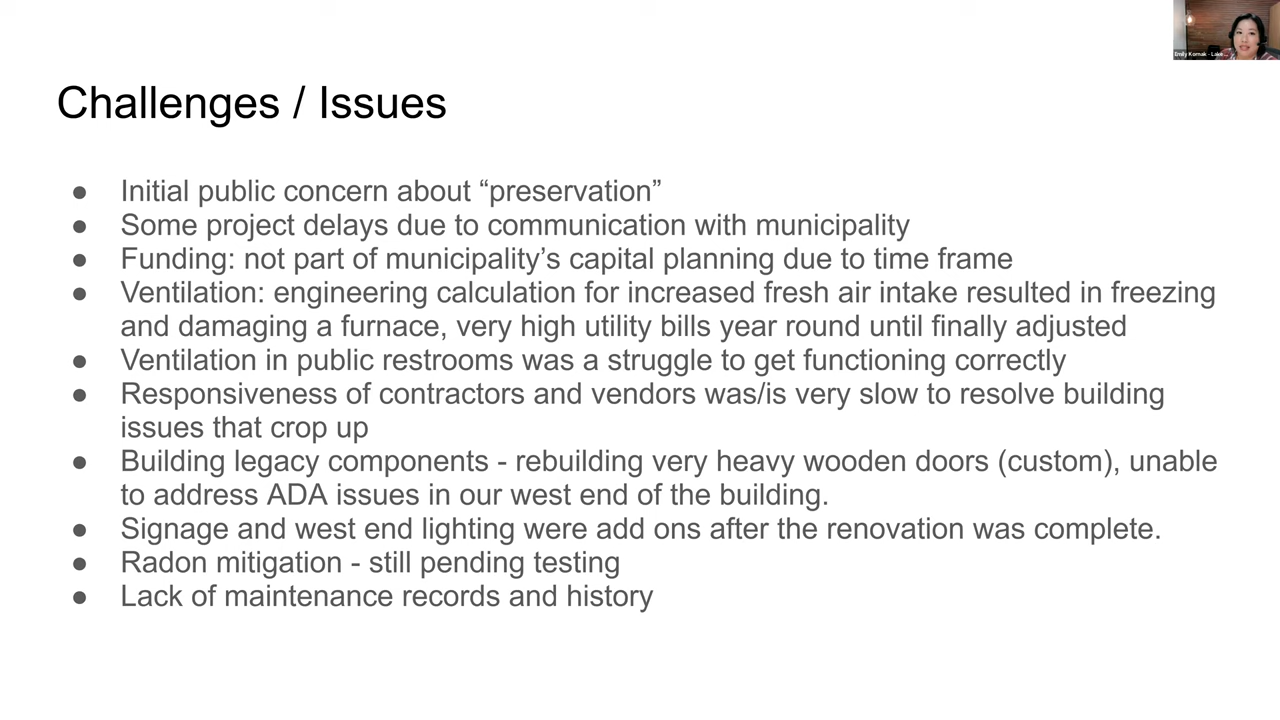 Emily Komak - Lake...
Challenges / Issues
● Initial public concern about “preservation”
● Some project delays due to communication with municipality
● Funding: not part of municipality’s capital planning due to time frame
● Ventilation: engineering calculation for increased fresh air intake resulted in freezing
and damaging a furnace, very high utility bills year round until finally adjusted
● Ventilation in public restrooms was a struggle to get functioning correctly
● Responsiveness of contractors and vendors was/is very slow to resolve building
issues that crop up
● Building legacy components - rebuilding very heavy wooden doors (custom), unable
to address ADA issues in our west end of the building.
● Signage and west end lighting were add ons after the renovation was complete.
● Radon mitigation - still pending testing
● Lack of maintenance records and history